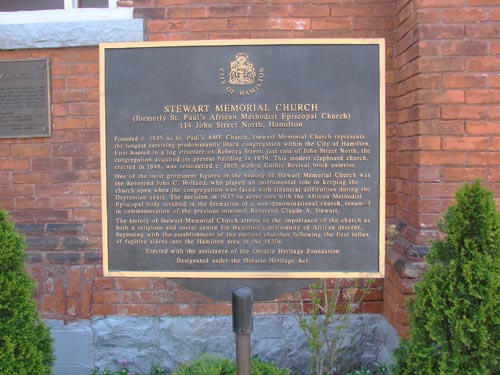 CITY OF HAMILTON
STEWART MEMORIAL CHURCH
(formerly St. Paul's African Methodist Episcopal Church)
114 John Street North, Hamilton
Founded c. 1835 as St. Paul's AME Church, Stewart Memorial Church represents
the longest surviving predominantly Black congregation within the City of Hamilton.
First housed in a log structure on Rebecca Street, just east of John Street North, the
congregation acquired its present building in 1879. This modest clapboard church,
erected in 1848, was remodelled c. 1905 with a Gothic Revival brick exterior.
One of the most prominent figures in the history of Stewart Memorial Church was
the Reverend John C. Holland, who played an instrumental role in keeping the
church open when the congregation was faced with financial difficulties during the
Depression years. The decision in 1937 to sever ties with the African Methodist
Episcopal body resulted in the formation of a non-denominational church, renamed
in commemoration of the previous minister, Reverend Claude A. Stewart.
The history of Stewart Memorial Church attests to the importance of the church as
both a religious and social centre for Hamilton's community of African descent,
beginning with the establishment of the earliest churches following the first influx
of fugitive slaves into the Hamilton area in the 1820s.
Erected with the assistance of the Ontario Heritage Foundation
Designated under the Ontario Heritage Act